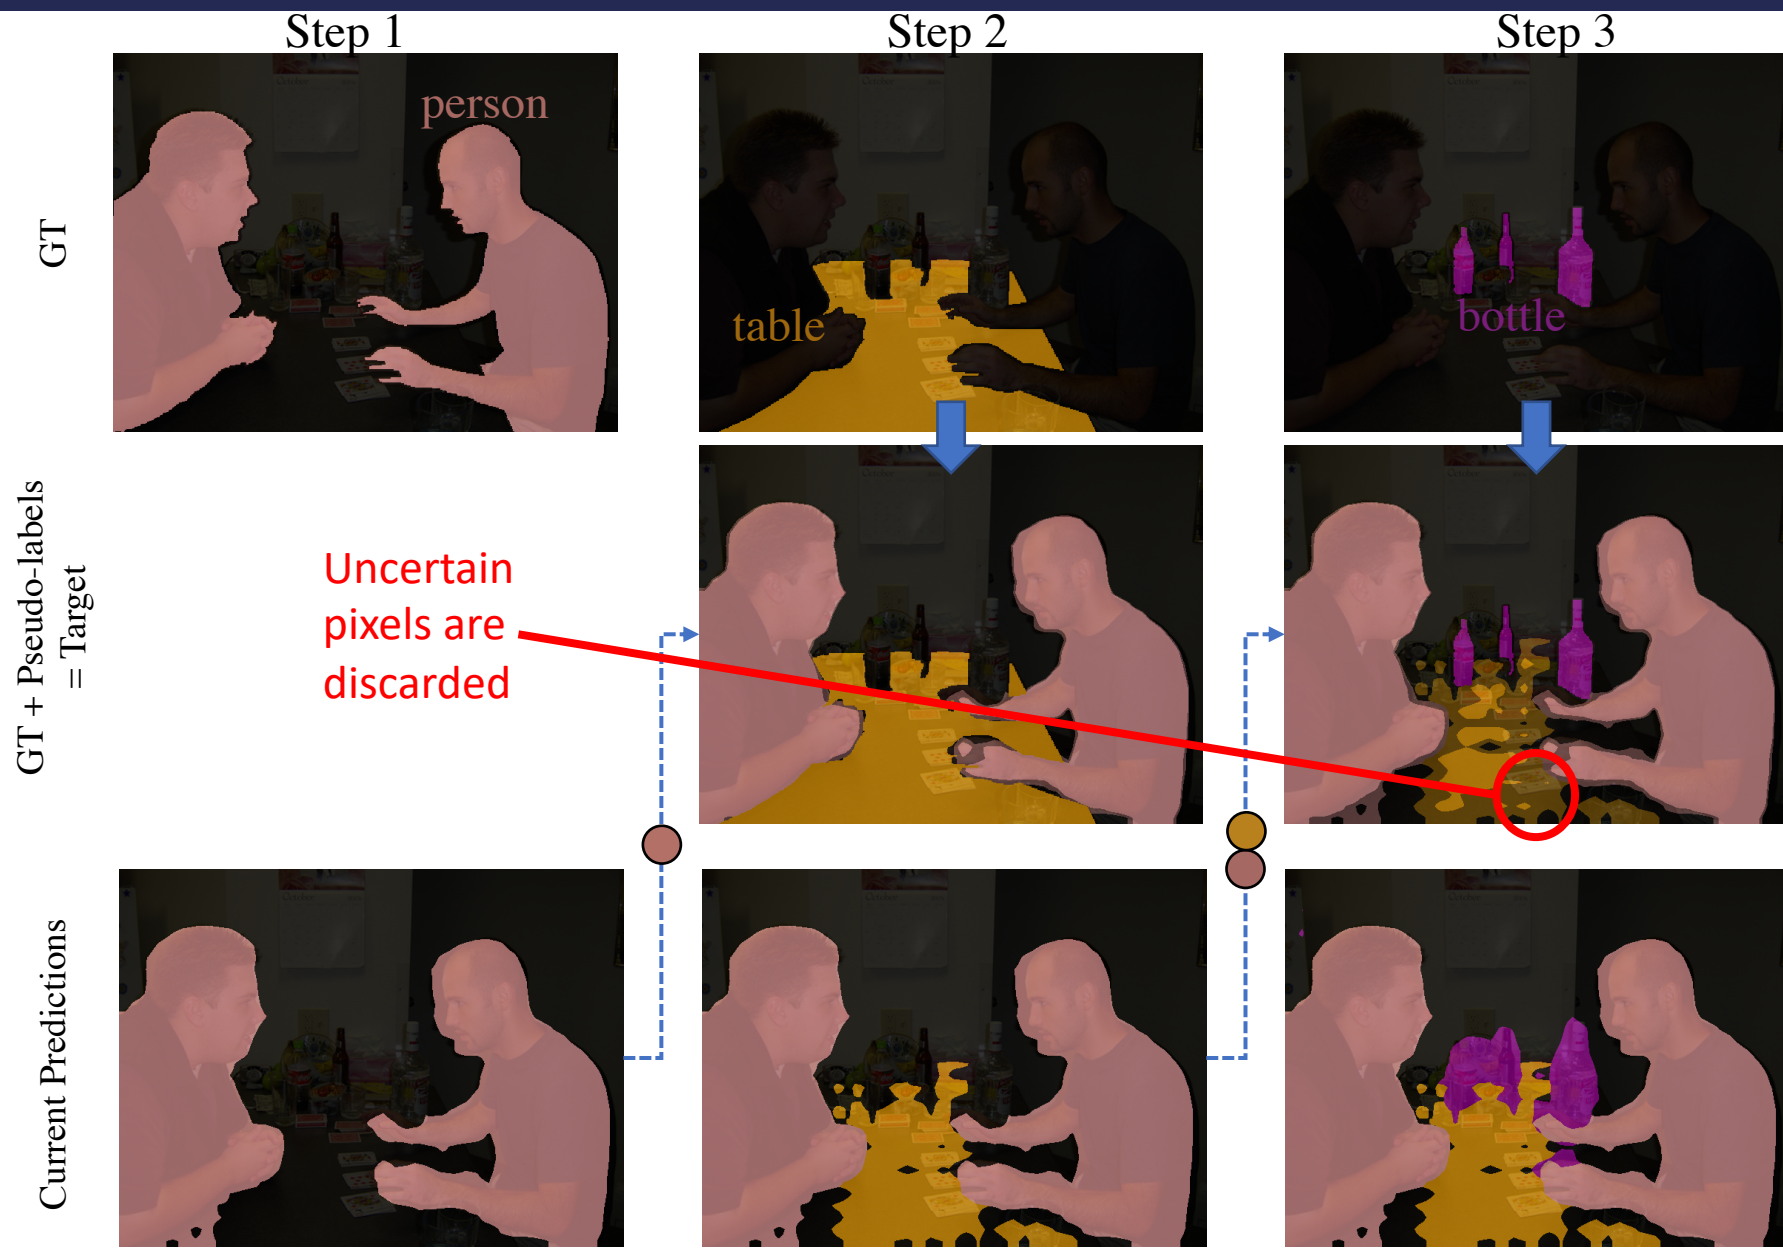 Step 1
Step 2
Step 3
GT
person
table
bottle
GT + Pseudo-labels
= Target
Uncertain
pixels are
discarded
Current Predictions